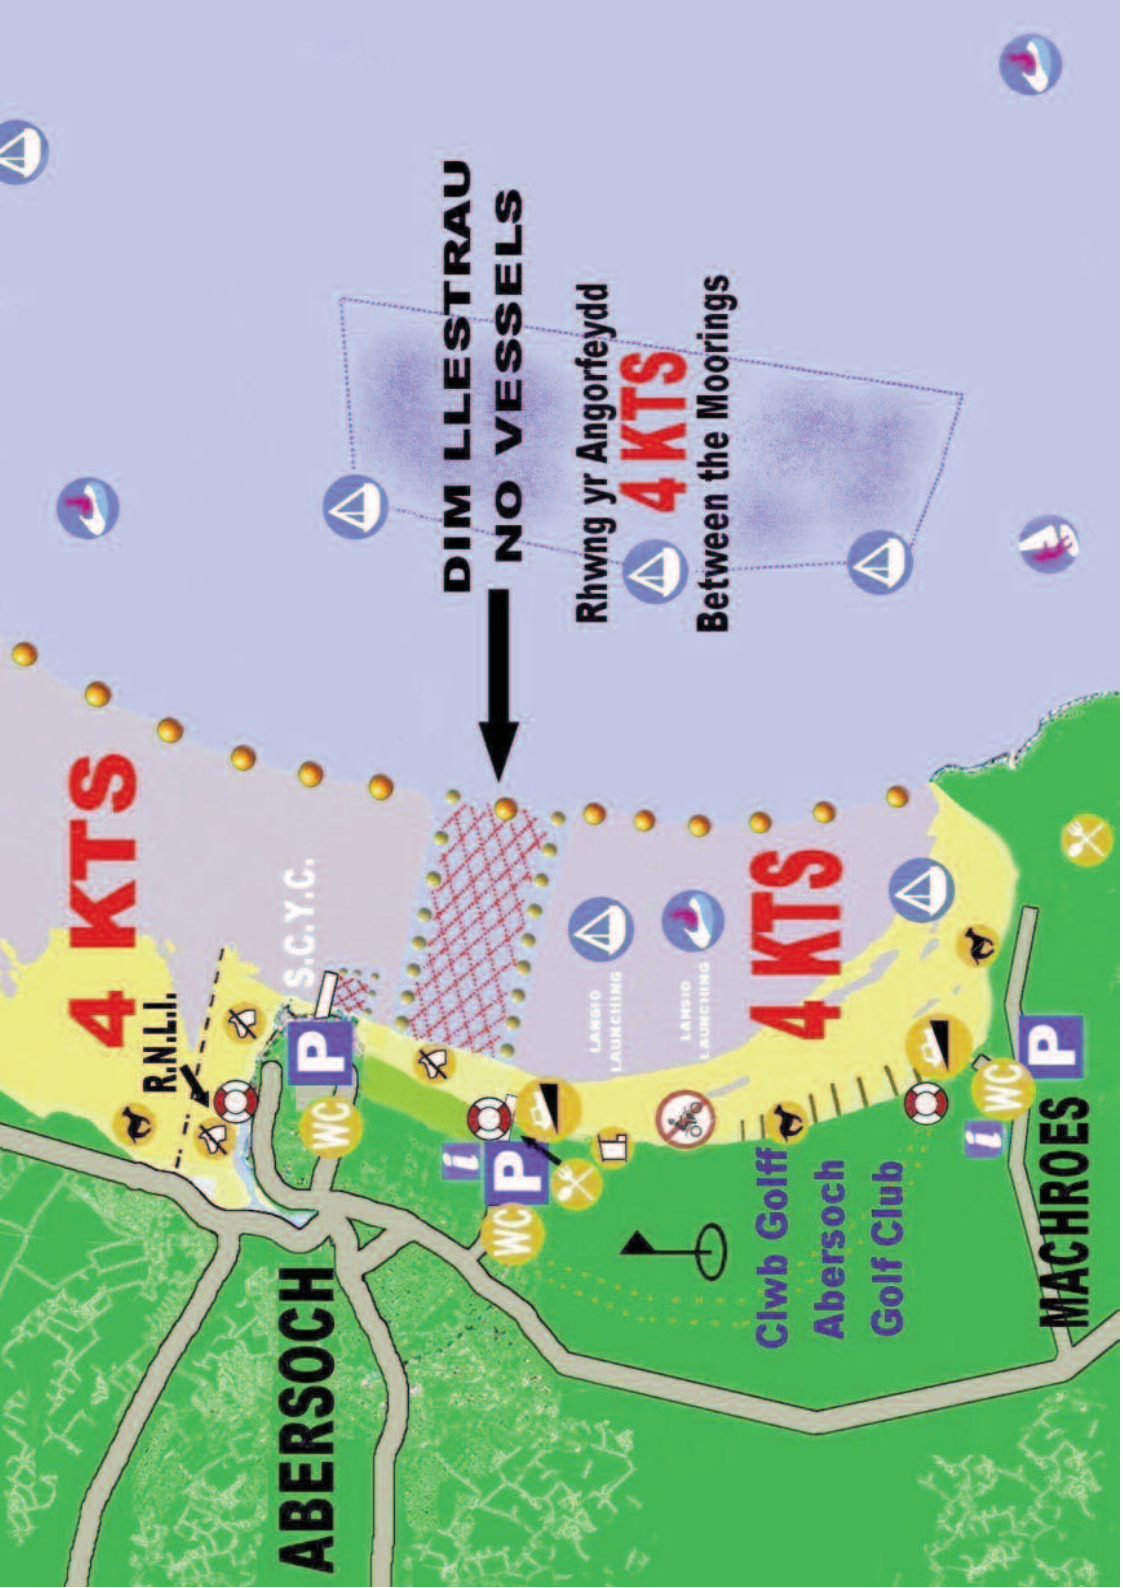 4 KTS
R.N.L.I.
S.C.Y.C.
P
WC
ABERSOCH
DIM LLESTRAU
NO VESSELS
Rhwng yr Angorfeydd
4 KTS
Between the Moorings
i
P
WC
LANSIO
LAUNCHING
LANSIO
LAUNCHING
4 KTS
Clwb Golff
Abersoch
Golf Club
i
WC
P
MACHROES